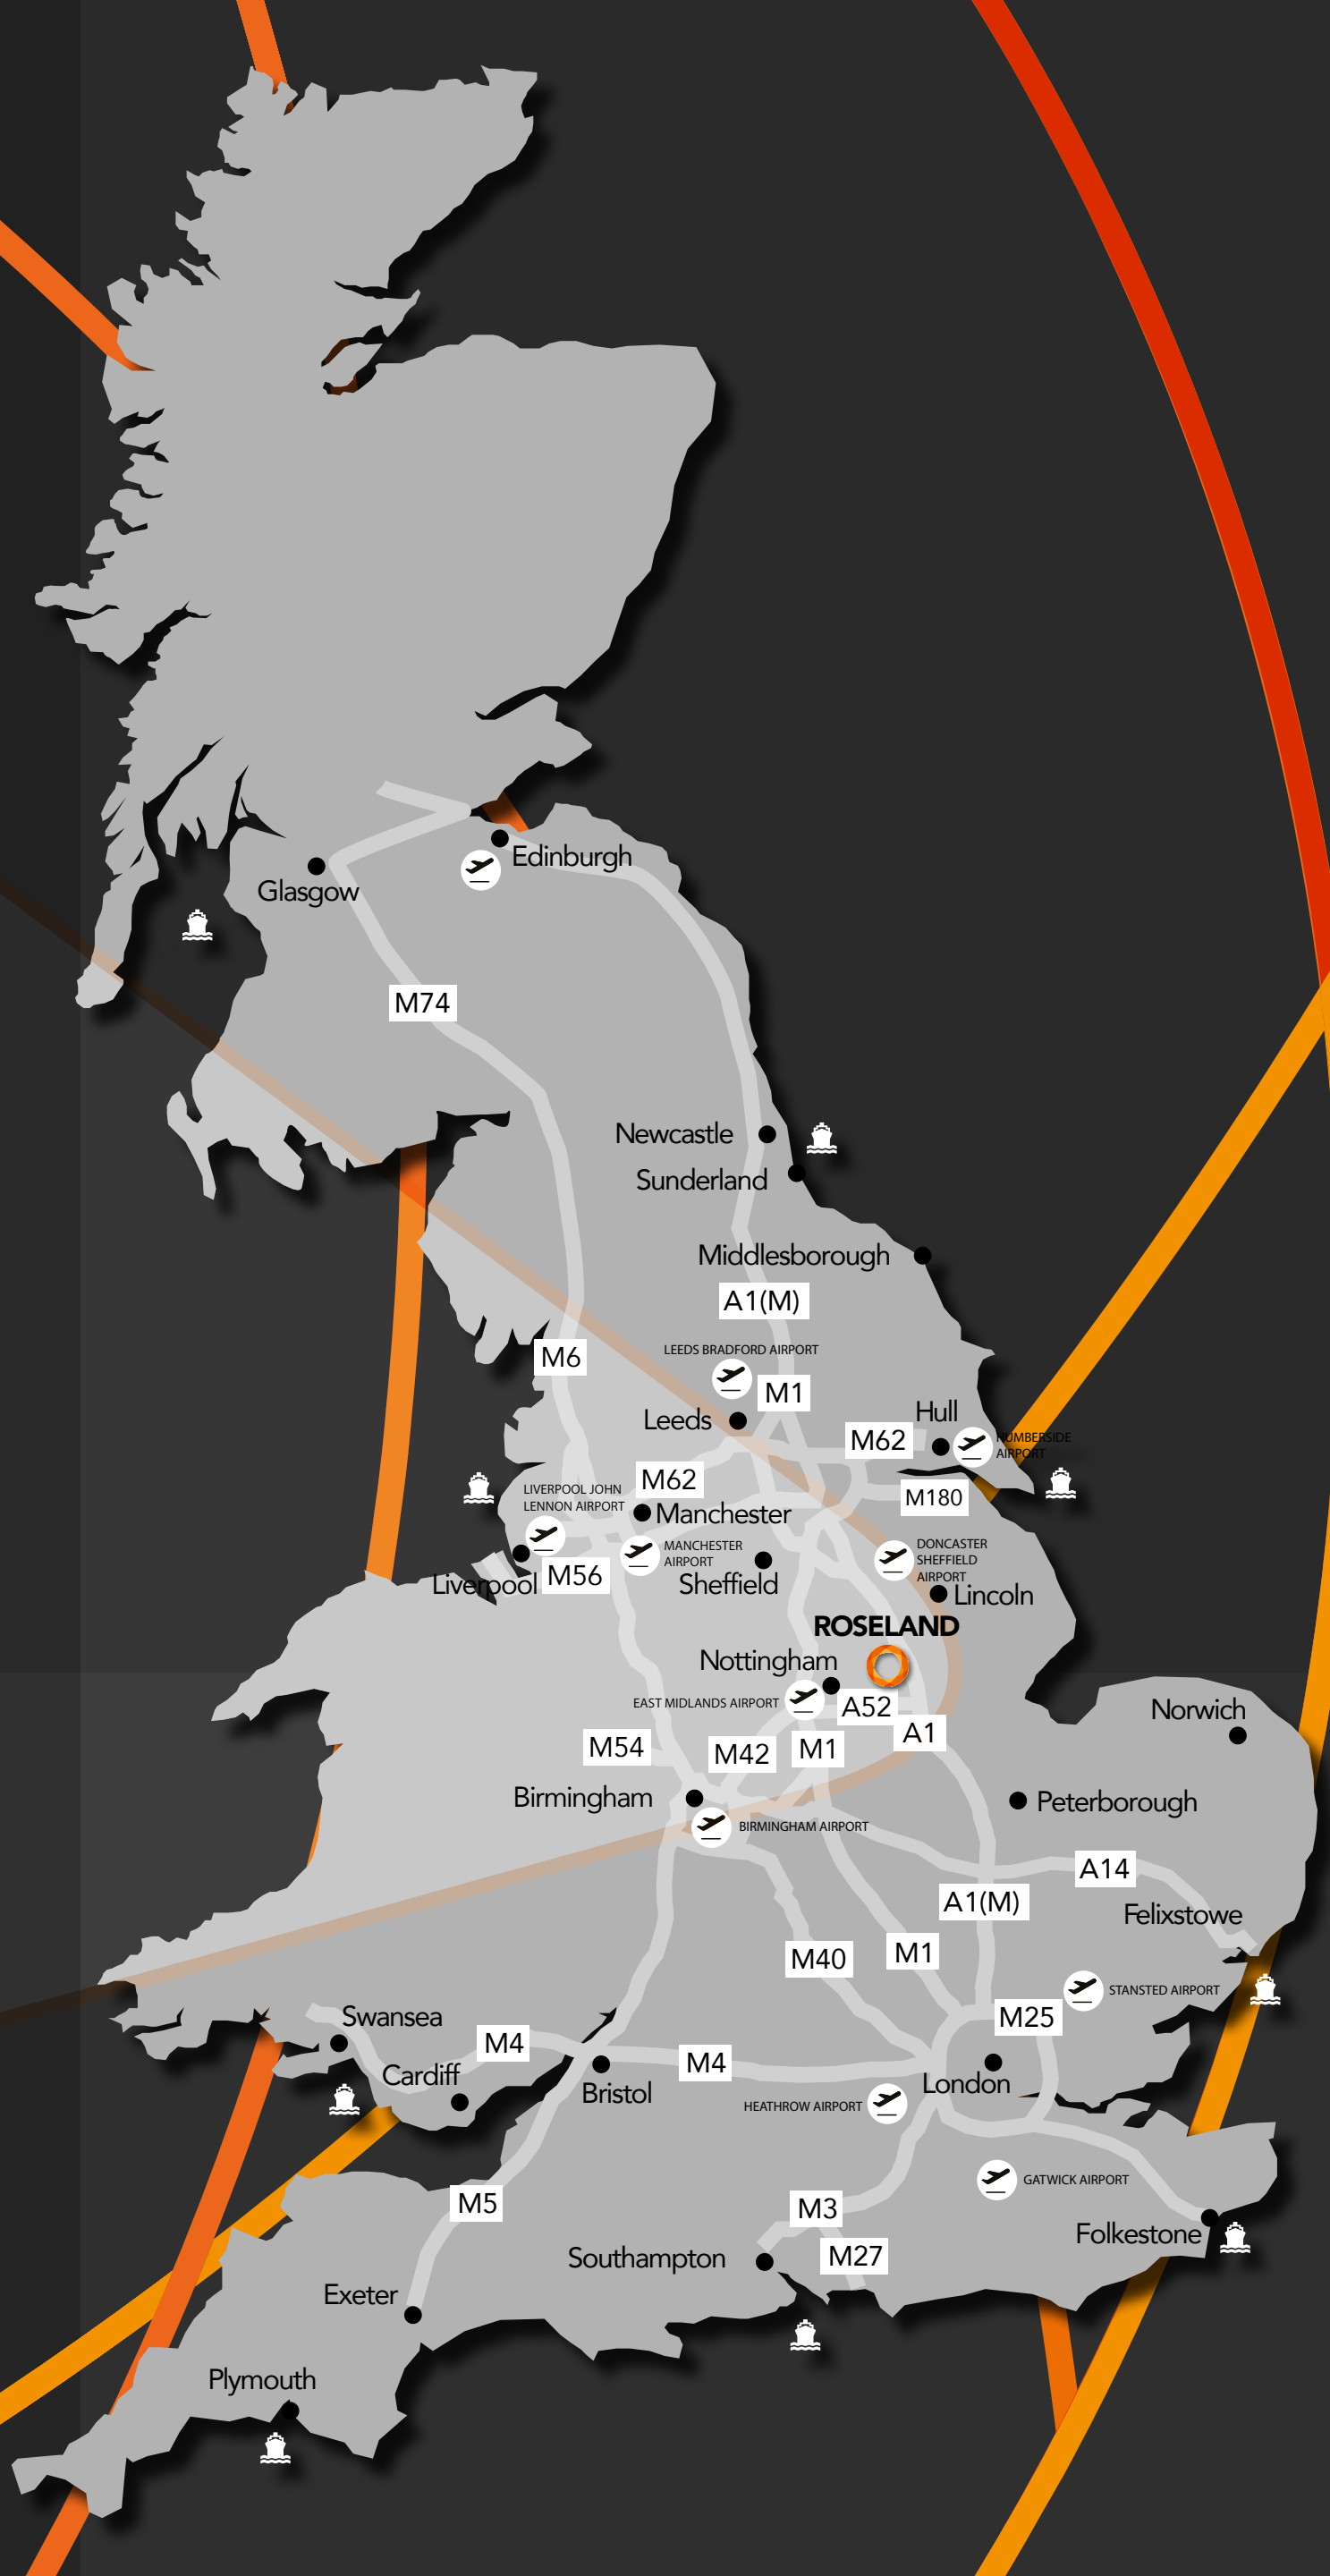 Edinburgh
Glasgow
M74
Newcastle
Sunderland
Middlesborough
A1(M)
LEEDS BRADFORD AIRPORT
M6
M1
Hull
Leeds
M62
HUMBERSIDE
AIRPORT
M62
LIVERPOOL JOHN
LENNON AIRPORT
M180
Manchester
MANCHESTER
AIRPORT
DONCASTER
SHEFFIELD
AIRPORT
Liverpool
M56
Sheffield
Lincoln
ROSELAND
Nottingham
EAST MIDLANDS AIRPORT
A52
Norwich
A1
M54
M42
M1
Birmingham
Peterborough
BIRMINGHAM AIRPORT
A14
A1(M)
Felixstowe
M40
M1
STANSTED AIRPORT
Swansea
M25
M4
M4
Cardiff
Bristol
London
HEATHROW AIRPORT
GATWICK AIRPORT
M5
M3
Folkestone
Southampton
M27
Exeter
Plymouth